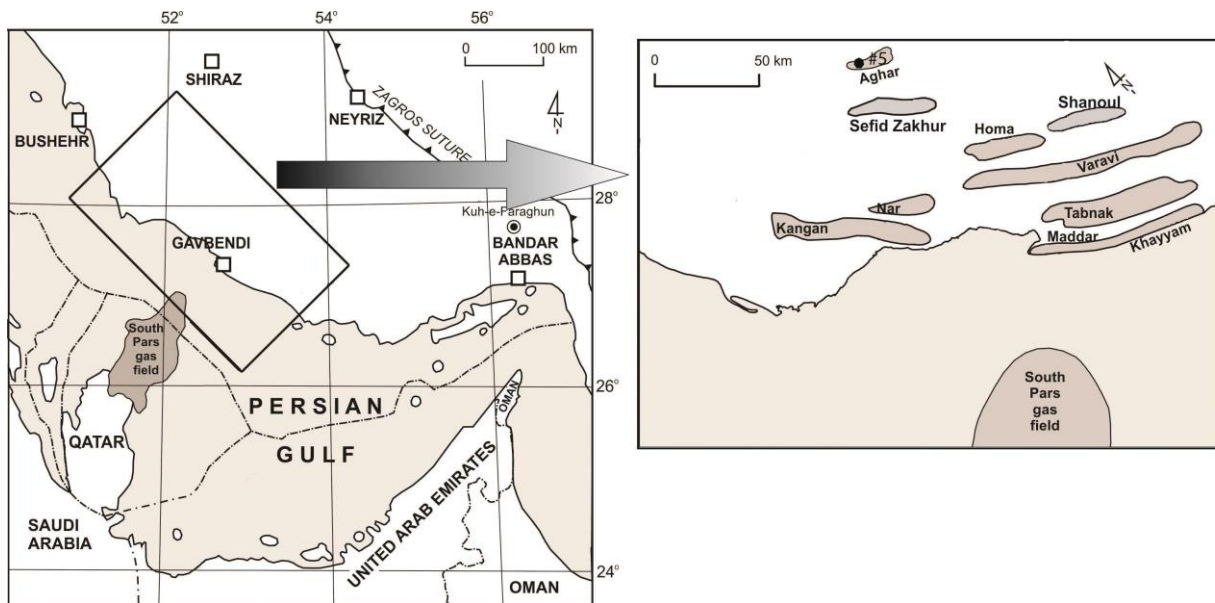 52°
54°
56°
0 100 km
SHIRAZ
N
BUSHEHR
NEYRIZ
ZAGROS SUTURE
28°
Kuh-e-Faraghun
GAVBENDI
BANDAR
ABBAS
South
Pars
gas
field
26°
PERSIAN
OMAN
QATAR
GULF
UNITED ARAB EMIRATES
SAUDI
ARABIA
24°
OMAN
0 50 km
#5
Aghar
N
Sefid Zakhur
Shanoul
Homa
Varavi
Nar
Tabnak
Kangan
Maddar
Khayyam
South
Pars
gas
field